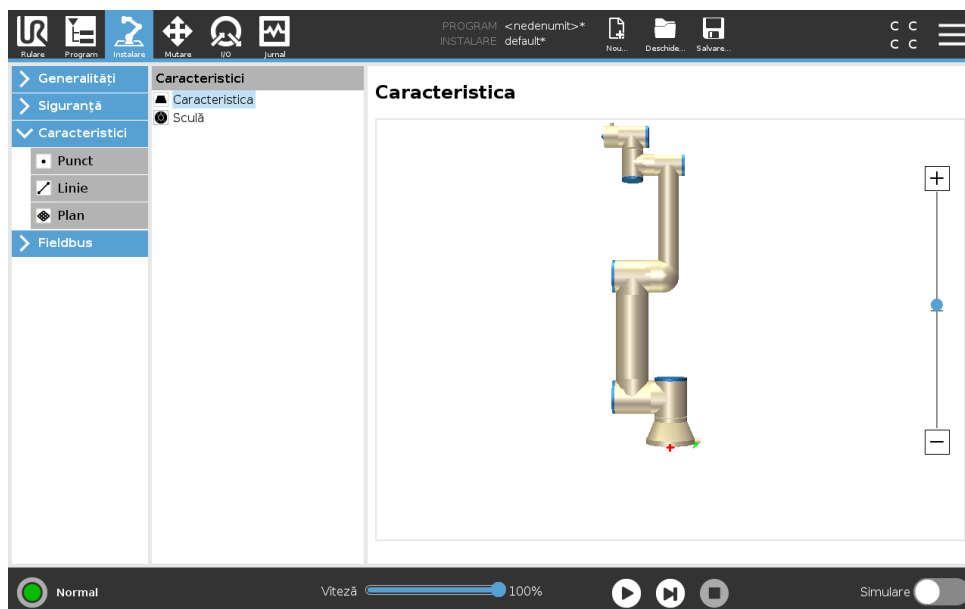 PROGRAM <nedenumit>*
INSTALARE default*
Rulare
Program
Instalare
Mutare
I/O
Jurnal
Nou...
Deschide...
Salvare...
C C
C C
Generalități
Siguranță
Caracteristici
Punct
Linie
Plan
Fieldbus
Caracteristici
Caracteristica
Sculă
Caracteristica
Normal
Viteză
100%
Simulare